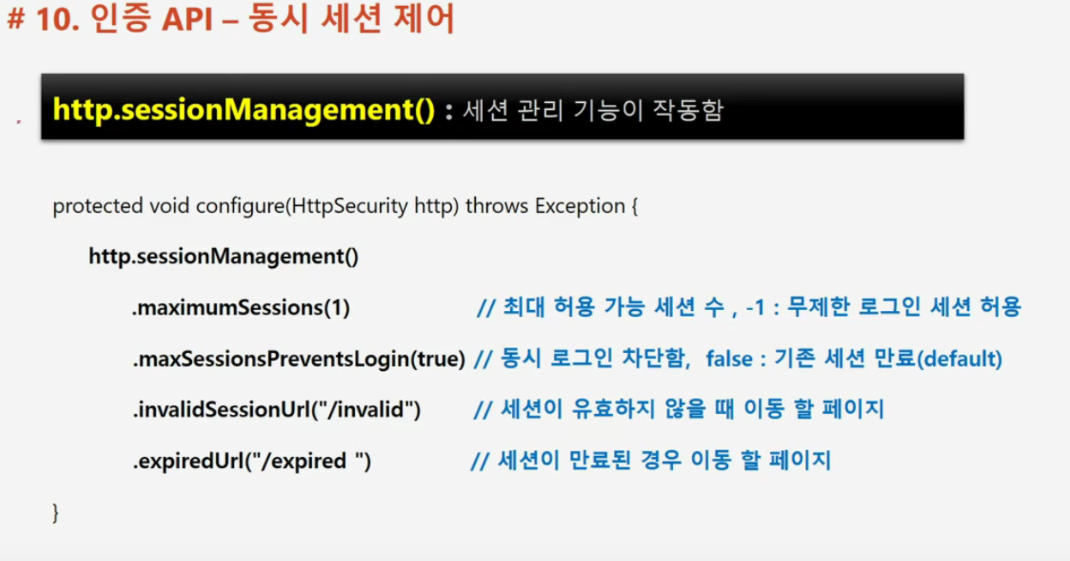 # 10. 인증 API – 동시 세션 제어
http.sessionManagement() : 세션 관리 기능이 작동함
protected void configure(HttpSecurity http) throws Exception {
http.sessionManagement()
.maximumSessions(1) // 최대 허용 가능 세션 수 , -1 : 무제한 로그인 세션 허용
.maxSessionsPreventsLogin(true) // 동시 로그인 차단함, false : 기존 세션 만료(default)
.invalidSessionUrl("/invalid") // 세션이 유효하지 않을 때 이동 할 페이지
.expiredUrl("/expired ") // 세션이 만료된 경우 이동 할 페이지
}